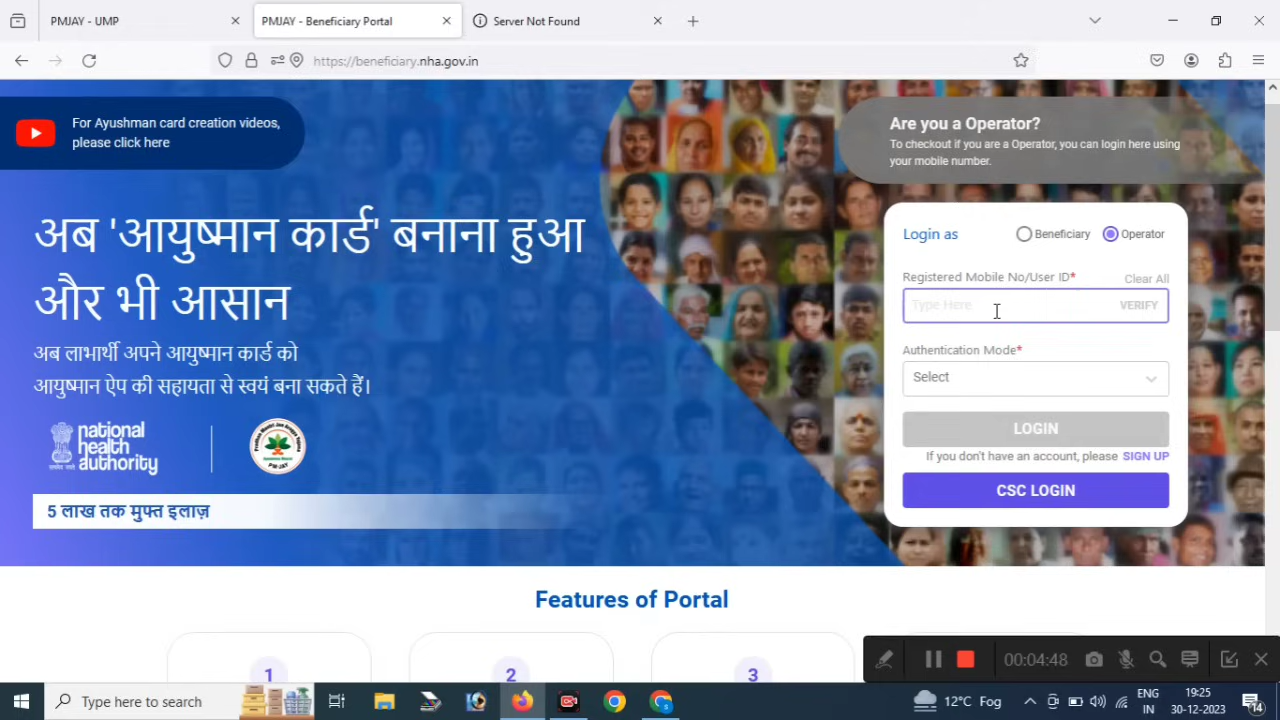 PMJAY - UMP
PMJAY - Beneficiary Portal
Server Not Found
https://beneficiary.nha.gov.in
For Ayushman card creation videos,
please click here
अब 'आयुष्मान कार्ड' बनाना हुआ
और भी आसान
अब लाभार्थी अपने आयुष्मान कार्ड को
आयुष्मान ऐप की सहायता से स्वयं बना सकते हैं।
national
health
authority
PM-JAY
5 लाख तक मुफ्त इलाज़
Are you a Operator?
To checkout if you are a Operator, you can login here using
your mobile number.
Login as
Beneficiary
Operator
Registered Mobile No/User ID*
Clear All
Type Here
VERIFY
Authentication Mode*
Select
LOGIN
If you don't have an account, please SIGN UP
CSC LOGIN
Features of Portal
1
2
3
00:04:48
Type here to search
12°C Fog
ENG
IN
19:25
30-12-2023
14